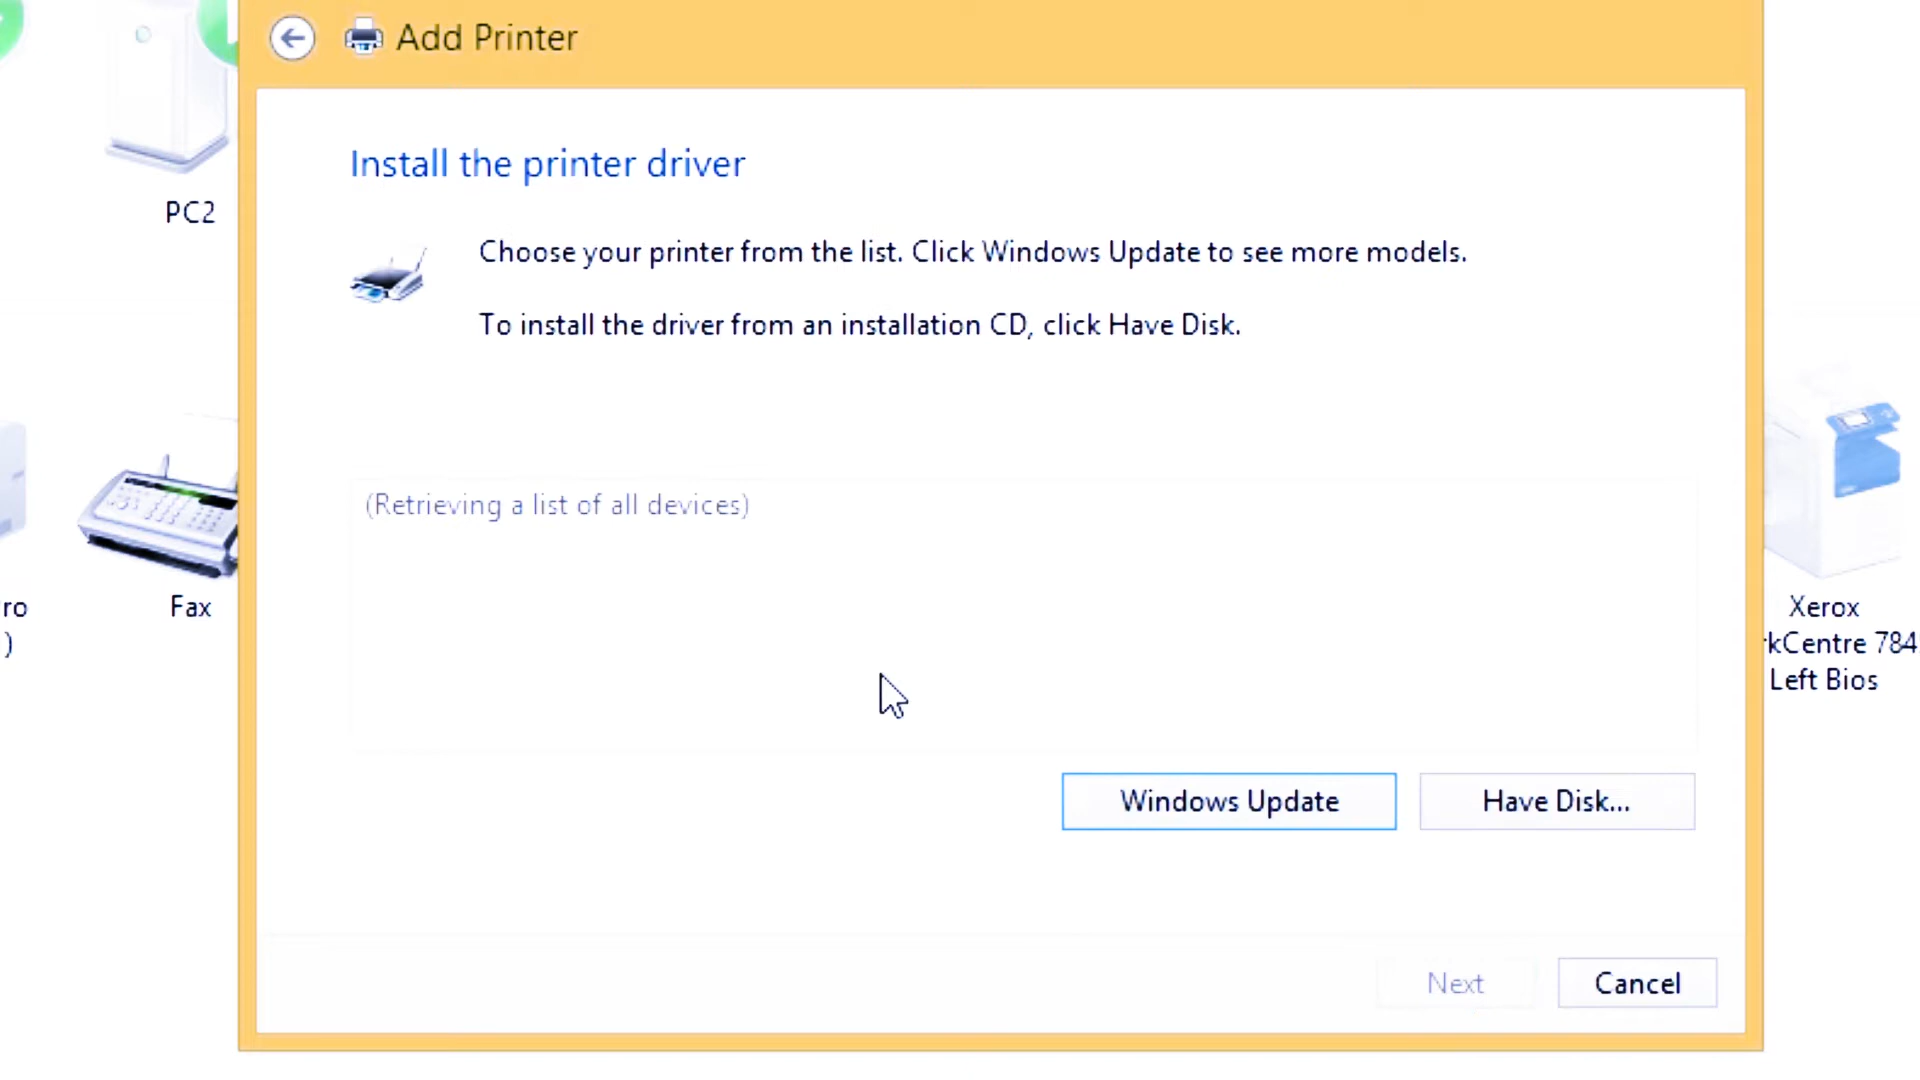 Add Printer
Install the printer driver
Choose your printer from the list. Click Windows Update to see more models.
To install the driver from an installation CD, click Have Disk.
(Retrieving a list of all devices)
Windows Update
Have Disk...
Next
Cancel
PC2
ro
)
Fax
Xerox
rkCentre 784
Left Bios